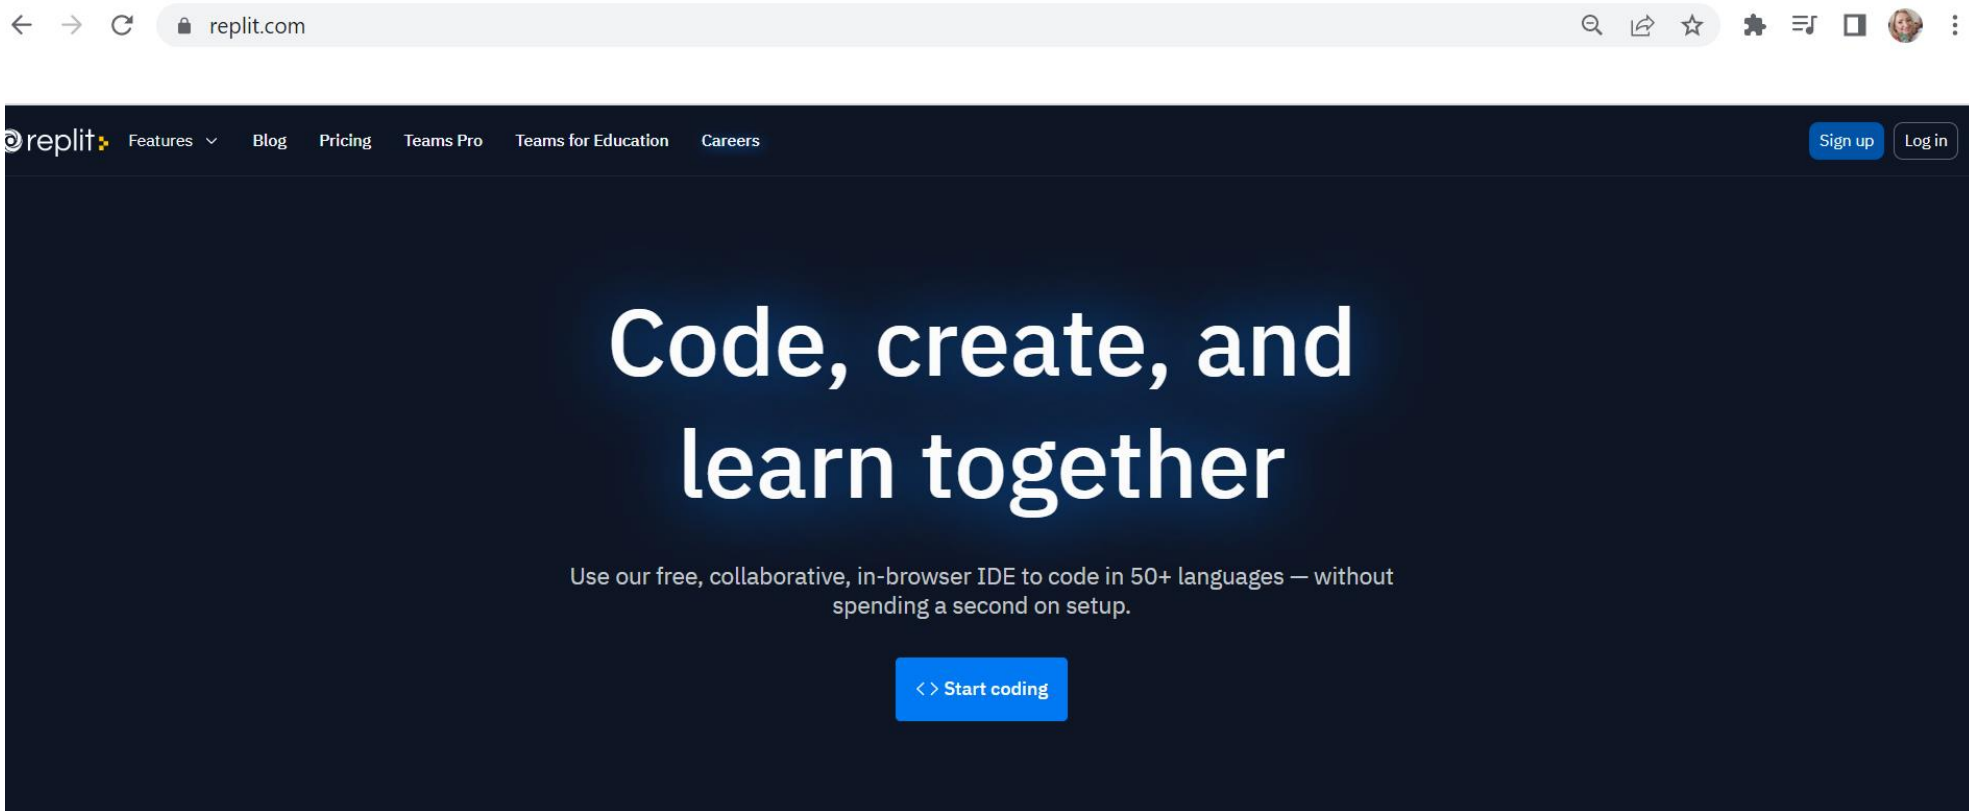 replit.com
replit Features Blog Pricing Teams Pro Teams for Education Careers Sign up Log in
Code, create, and
learn together
Use our free, collaborative, in-browser IDE to code in 50+ languages — without
spending a second on setup.
< > Start coding